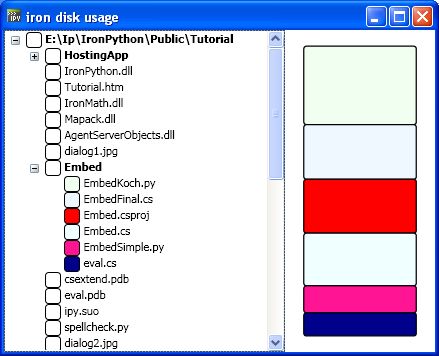 IPY iron disk usage
E:\Ip\IronPython\Public\Tutorial
HostingApp
IronPython.dll
Tutorial.htm
IronMath.dll
Mapack.dll
AgentServerObjects.dll
dialog1.jpg
Embed
EmbedKoch.py
EmbedFinal.cs
Embed.csproj
Embed.cs
EmbedSimple.py
eval.cs
csextend.pdb
eval.pdb
ipy.suo
spellcheck.py
dialog2.jpg